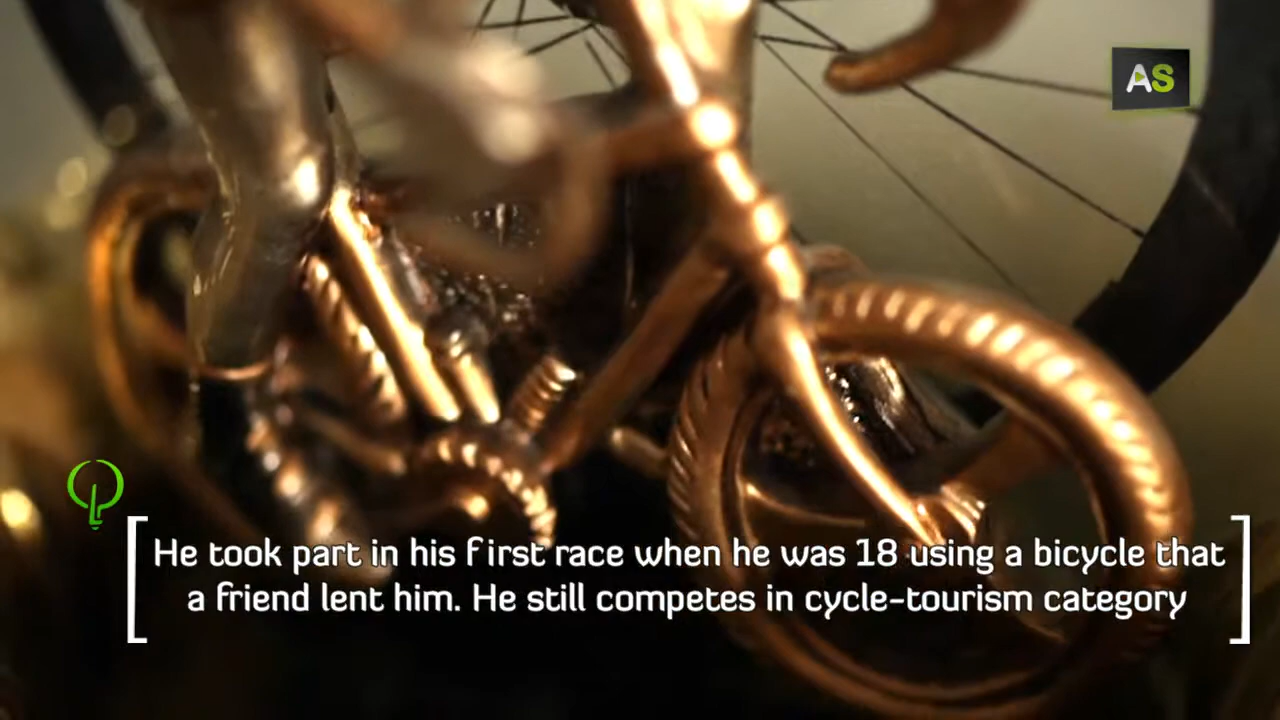 AS
He took part in his first race when he was 18 using a bicycle that
a friend lent him. He still competes in cycle-tourism category